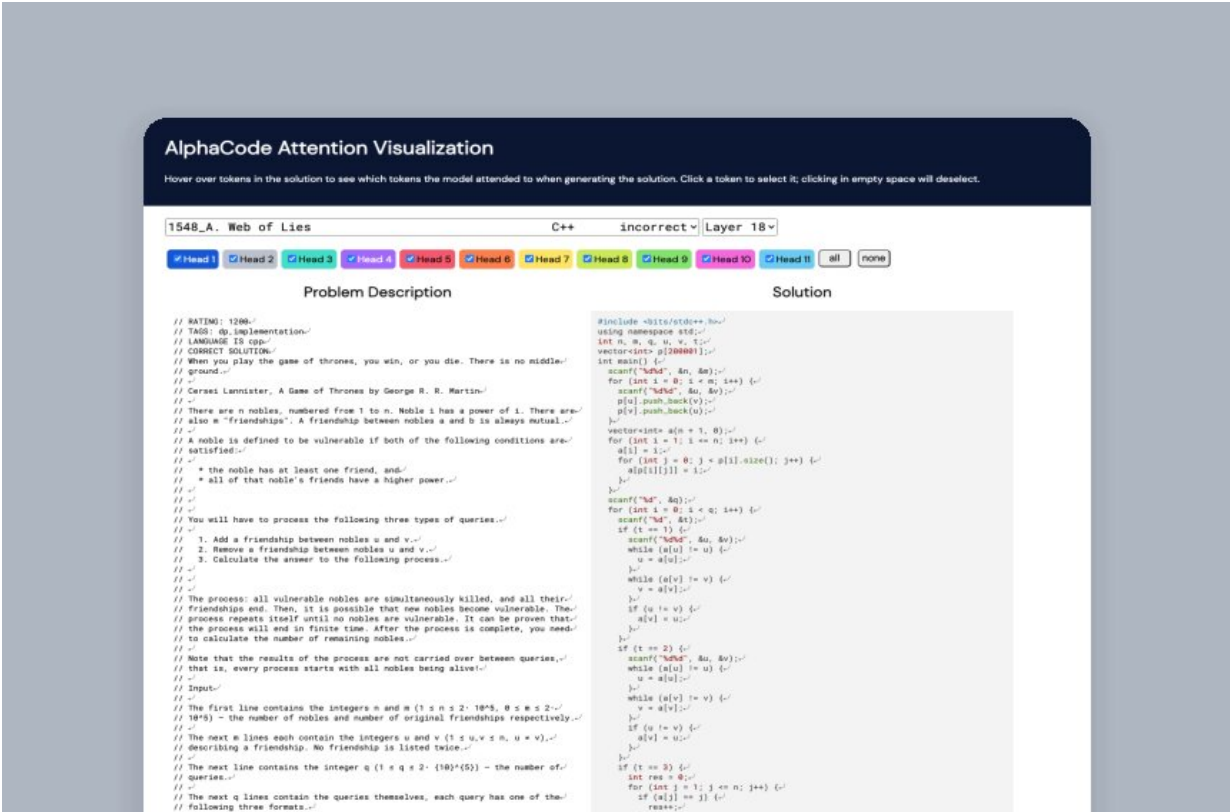 AlphaCode Attention Visualization
Hover over tokens in the solution to see which tokens the model attended to when generating the solution. Click a token to select it; clicking in empty space will deselect.
1548_A. Web of Lies C++ incorrect Layer 18
Head 1 Head 2 Head 3 Head 4 Head 5 Head 6 Head 7 Head 8 Head 9 Head 10 Head 11 all none
Problem Description
// RATING: 1200↵
// TAGS: dp,implementation↵
// LANGUAGE IS cpp↵
// CORRECT SOLUTION↵
// When you play the game of thrones, you win, or you die. There is no middle↵
// ground.↵
// ↵
// Cersei Lannister, A Game of Thrones by George R. R. Martin↵
// ↵
// There are n nobles, numbered from 1 to n. Noble i has a power of i. There are↵
// also m "friendships". A friendship between nobles a and b is always mutual.↵
// ↵
// A noble is defined to be vulnerable if both of the following conditions are↵
// satisfied:↵
// ↵
//   * the noble has at least one friend, and↵
//   * all of that noble's friends have a higher power.↵
// ↵
// ↵
// ↵
// You will have to process the following three types of queries.↵
// ↵
//   1. Add a friendship between nobles u and v.↵
//   2. Remove a friendship between nobles u and v.↵
//   3. Calculate the answer to the following process.↵
// ↵
// ↵
// ↵
// The process: all vulnerable nobles are simultaneously killed, and all their↵
// friendships end. Then, it is possible that new nobles become vulnerable. The↵
// process repeats itself until no nobles are vulnerable. It can be proven that↵
// the process will end in finite time. After the process is complete, you need↵
// to calculate the number of remaining nobles.↵
// ↵
// Note that the results of the process are not carried over between queries,↵
// that is, every process starts with all nobles being alive!↵
// ↵
// Input↵
// ↵
// The first line contains the integers n and m (1 ≤ n ≤ 2⋅ 10^5, 0 ≤ m ≤ 2⋅↵
// 10^5) — the number of nobles and number of original friendships respectively.↵
// ↵
// The next m lines each contain the integers u and v (1 ≤ u,v ≤ n, u ≠ v),↵
// describing a friendship. No friendship is listed twice.↵
// ↵
// The next line contains the integer q (1 ≤ q ≤ 2⋅ {10}^{5}) — the number of↵
// queries.↵
// ↵
// The next q lines contain the queries themselves, each query has one of the↵
// following three formats.↵
Solution
#include <bits/stdc++.h>↵
using namespace std;↵
int n, m, q, u, v, t;↵
vector<int> p[200001];↵
int main() {↵
  scanf("%d%d", &n, &m);↵
  for (int i = 0; i < m; i++) {↵
    scanf("%d%d", &u, &v);↵
    p[u].push_back(v);↵
    p[v].push_back(u);↵
  }↵
  vector<int> a(n + 1, 0);↵
  for (int i = 1; i <= n; i++) {↵
    a[i] = i;↵
    for (int j = 0; j < p[i].size(); j++) {↵
      a[p[i][j]] = i;↵
    }↵
  }↵
  scanf("%d", &q);↵
  for (int i = 0; i < q; i++) {↵
    scanf("%d", &t);↵
    if (t == 1) {↵
      scanf("%d%d", &u, &v);↵
      while (a[u] != u) {↵
        u = a[u];↵
      }↵
      while (a[v] != v) {↵
        v = a[v];↵
      }↵
      if (u != v) {↵
        a[v] = u;↵
      }↵
    }↵
    if (t == 2) {↵
      scanf("%d%d", &u, &v);↵
      while (a[u] != u) {↵
        u = a[u];↵
      }↵
      while (a[v] != v) {↵
        v = a[v];↵
      }↵
      if (u != v) {↵
        a[v] = u;↵
      }↵
    }↵
    if (t == 3) {↵
      int res = 0;↵
      for (int j = 1; j <= n; j++) {↵
        if (a[j] == j) {↵
          res++;↵